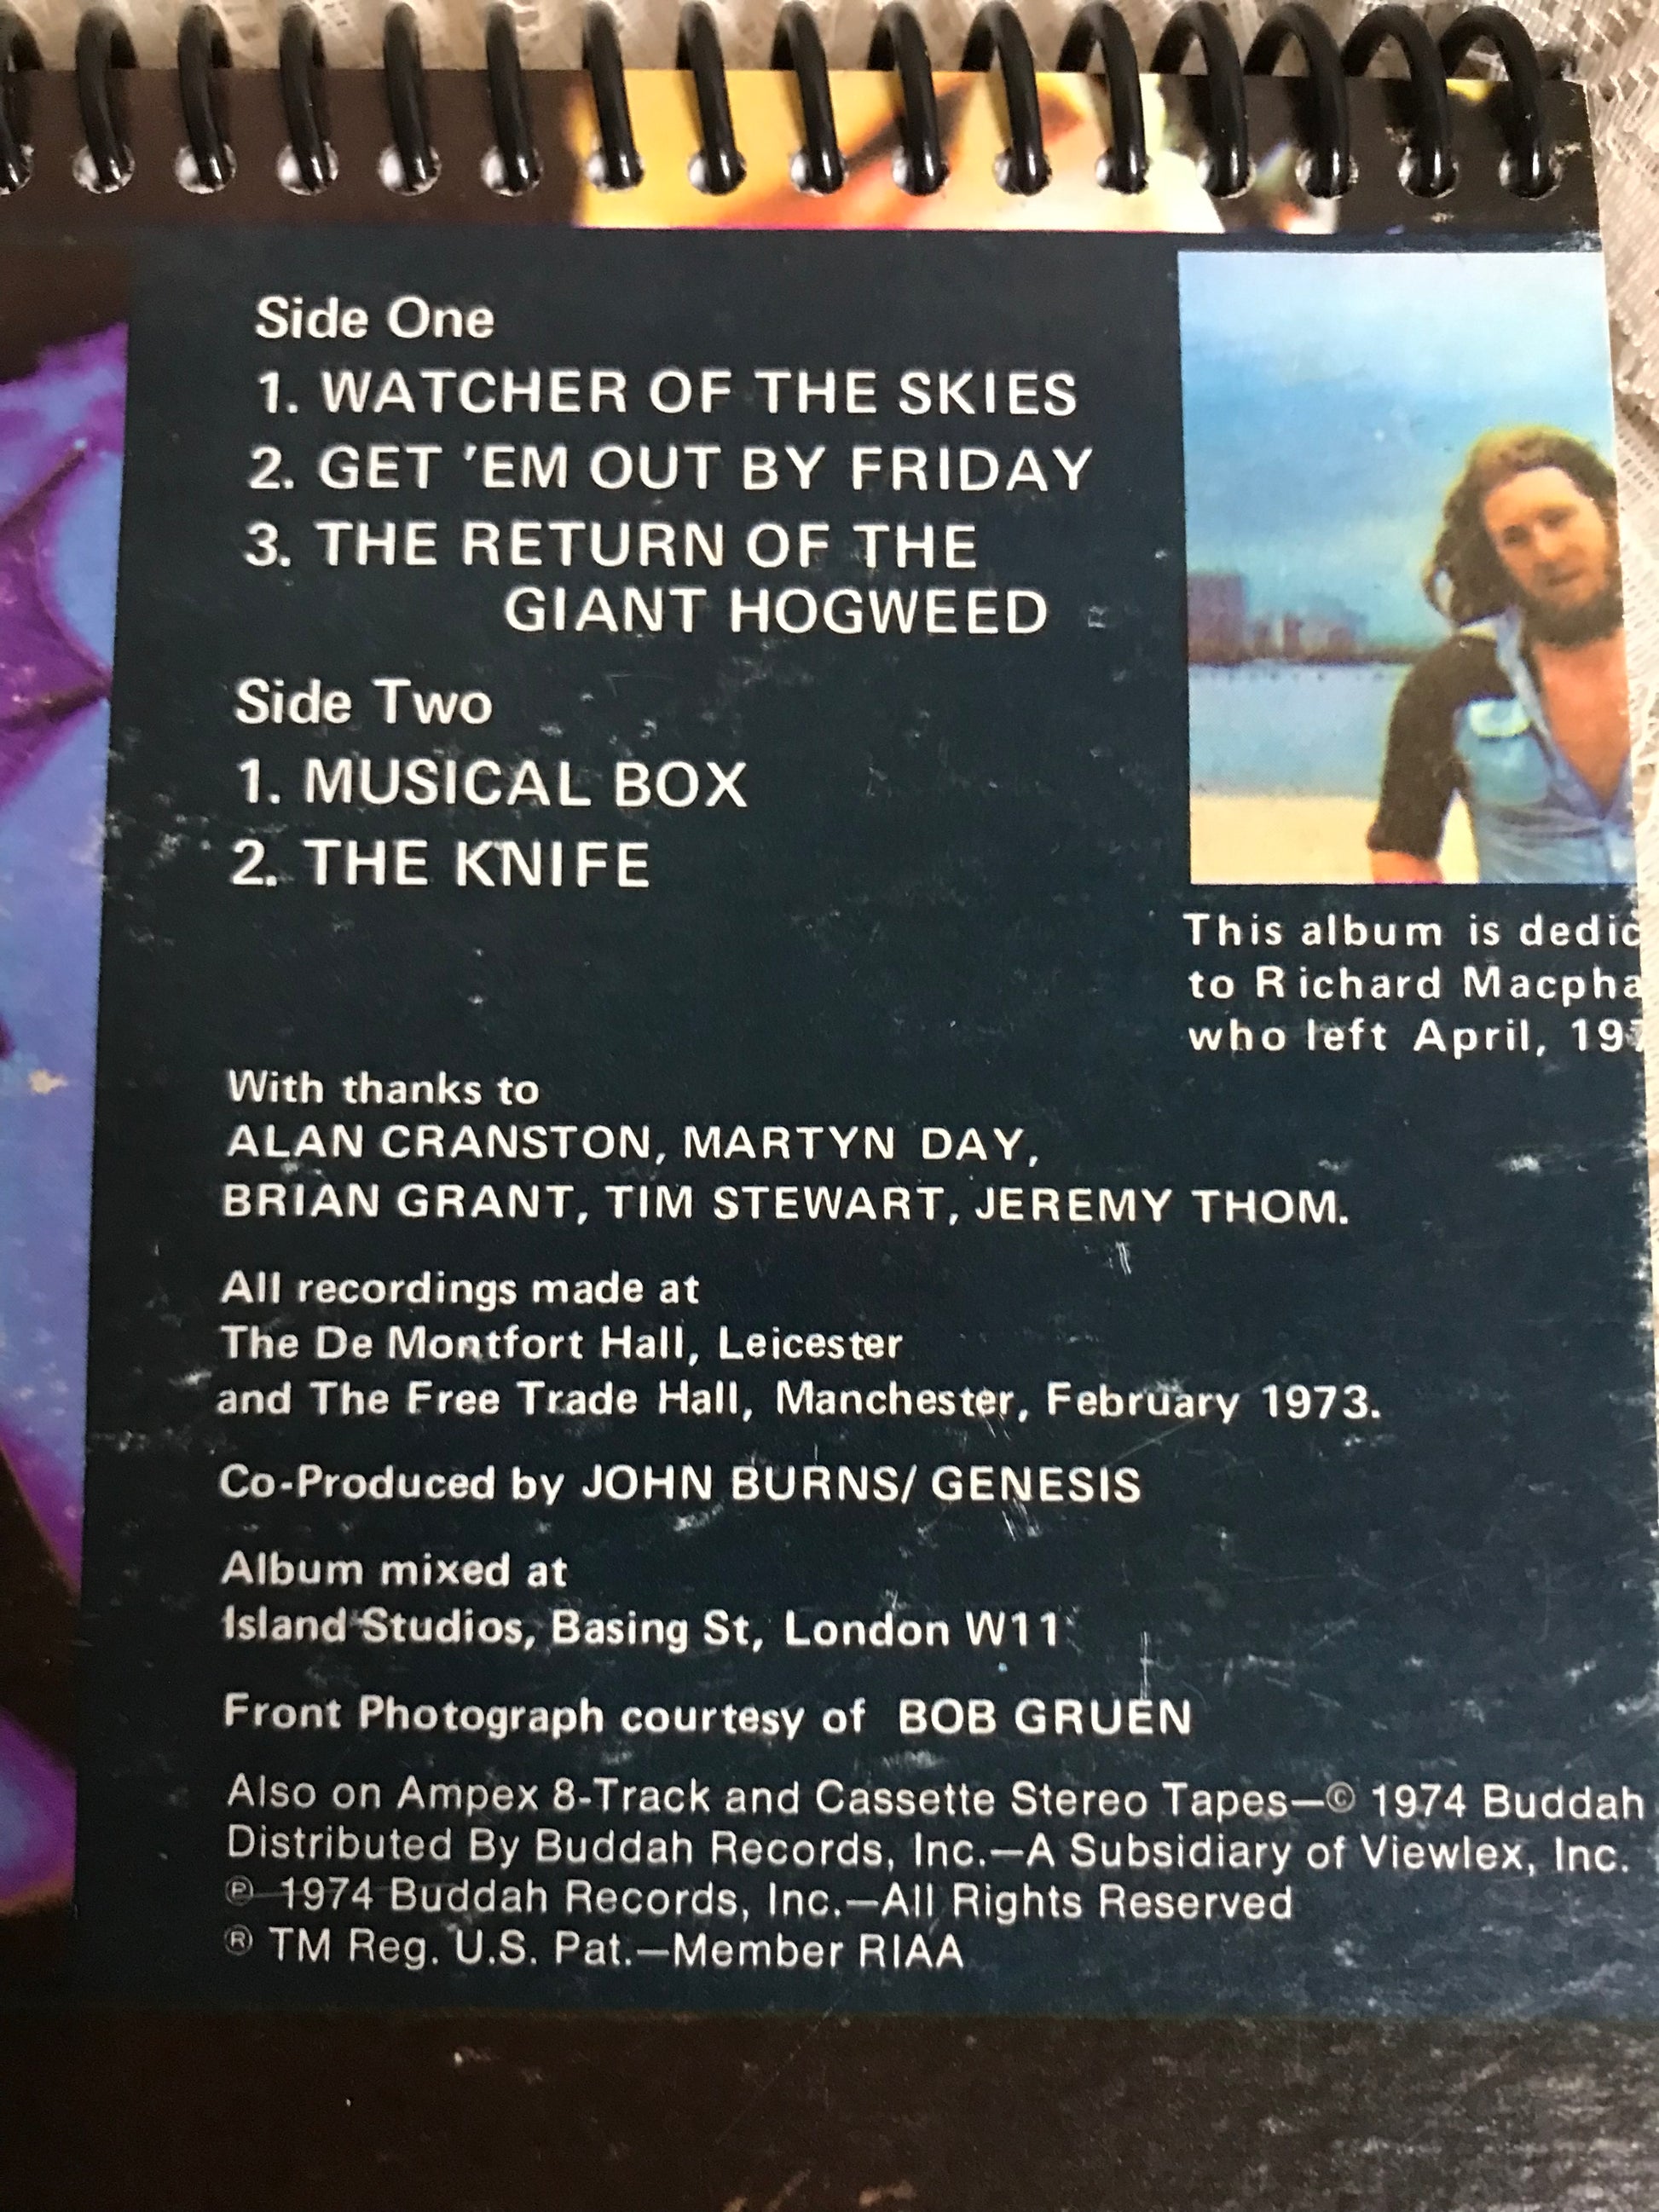 Side One
1. WATCHER OF THE SKIES
2. GET 'EM OUT BY FRIDAY
3. THE RETURN OF THE
GIANT HOGWEED
Side Two
1. MUSICAL BOX
2. THE KNIFE
This album is dedic
to Richard Macpha
who left April, 197
With thanks to
ALAN CRANSTON, MARTYN DAY,
BRIAN GRANT, TIM STEWART, JEREMY THOM.
All recordings made at
The De Montfort Hall, Leicester
and The Free Trade Hall, Manchester, February 1973.
Co-Produced by JOHN BURNS/ GENESIS
Album mixed at
Island Studios, Basing St, London W11
Front Photograph courtesy of BOB GRUEN
Also on Ampex 8-Track and Cassette Stereo Tapes—© 1974 Buddah
Distributed By Buddah Records, Inc.—A Subsidiary of Viewlex, Inc.
℗ 1974 Buddah Records, Inc.—All Rights Reserved
® TM Reg. U.S. Pat.—Member RIAA